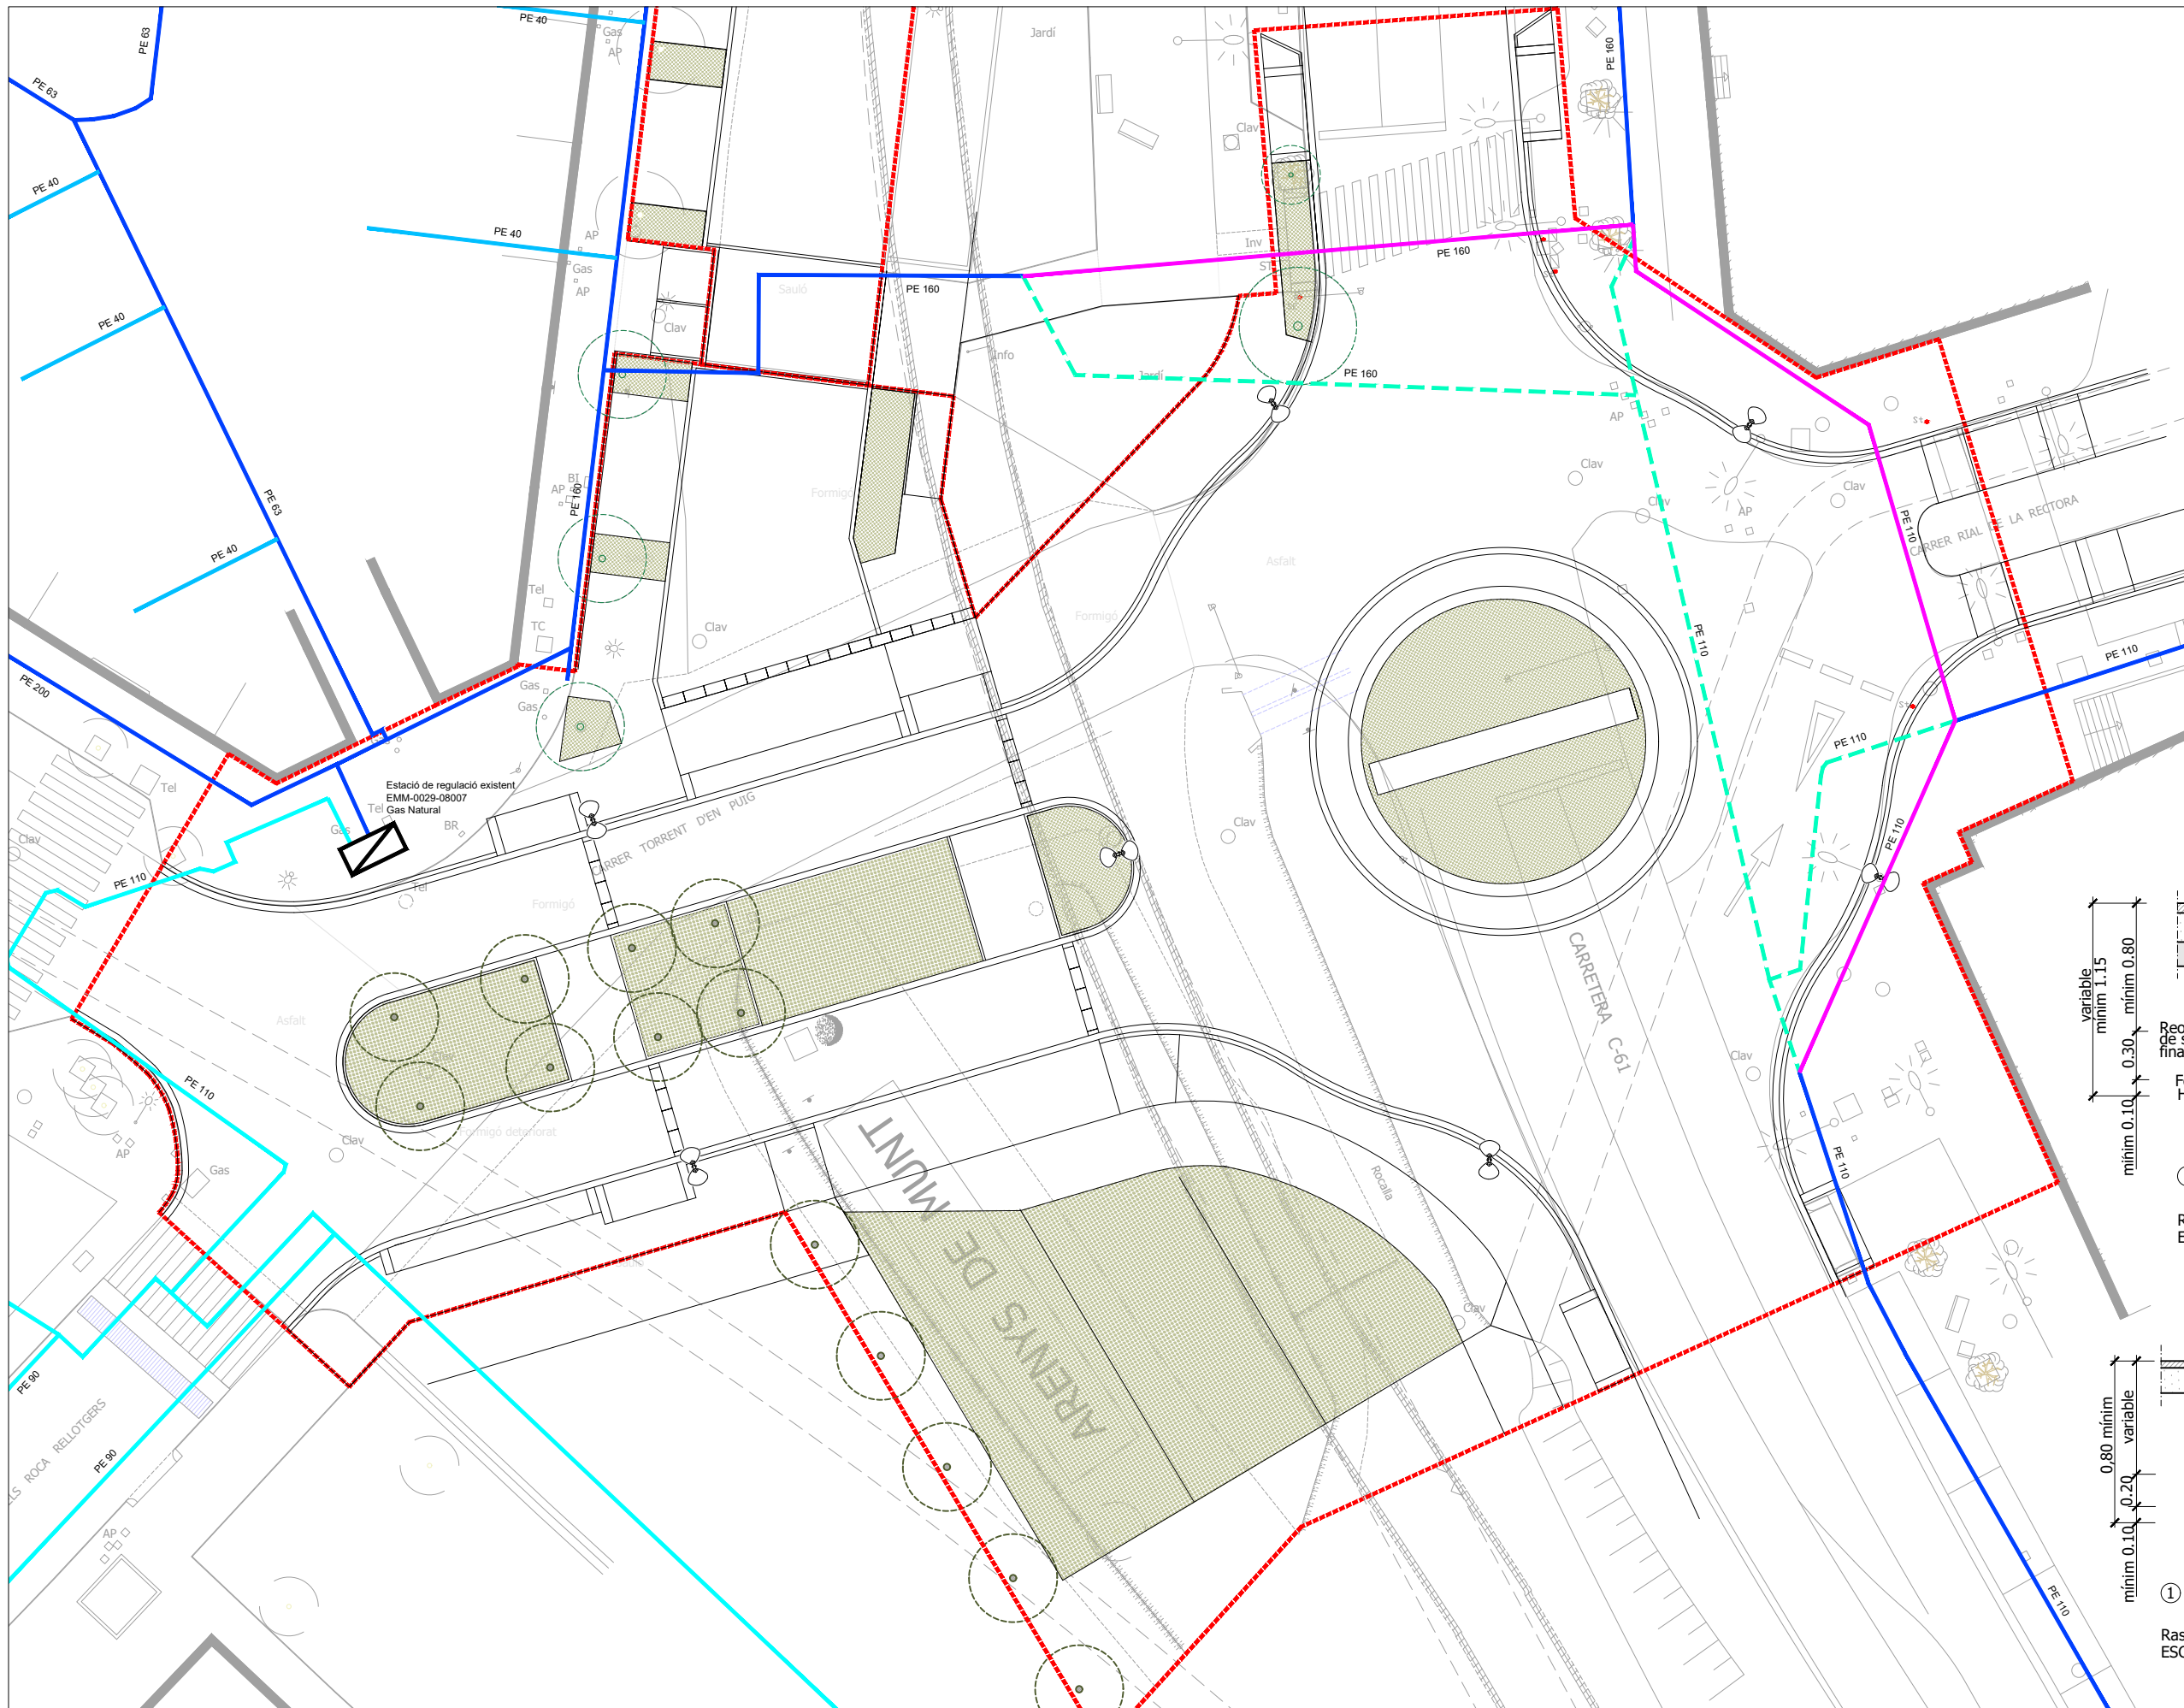 PE 63
PE 63
PE 40
Gas
AP
Jardí
PE 160
Clav
PE 40
PE 40
AP
Gas
AP
Inv
PE 160
Sauló
PE 160
PE 40
Clav
Info
Jardí
PE 160
AP
St
PE 63
BI
AP
PE 160
Formigó
Clav
Clav
Clav
AP
PE 110
CARRER RIAL DE LA RECTORA
PE 40
Asfalt
Tel
TC
Clav
Formigó
PE 110
PE 110
PE 200
Gas
Gas
St
PE 110
Estació de regulació existent
EMM-0029-08007
Gas Natural
Tel
Tel
Gas
BR
CARRER TORRENT D'EN PUIG
Clav
Clav
PE 110
PE 110
Tel
Formigó
CARRETERA C-61
variable
mínim 1.15
mínim 0.80
0.30
mínim 0.10
Asfalt
PE 110
Clav
AP
Gas
Clav
Formigó deteriorat
ARENYS DE MUNT
Rocalla
PE 110
Clav
PE 90
PE 90
ELS ROCA RELLOTGERS
AP
0,80 mínim
variable
0.20
mínim 0.10
PE 110
1